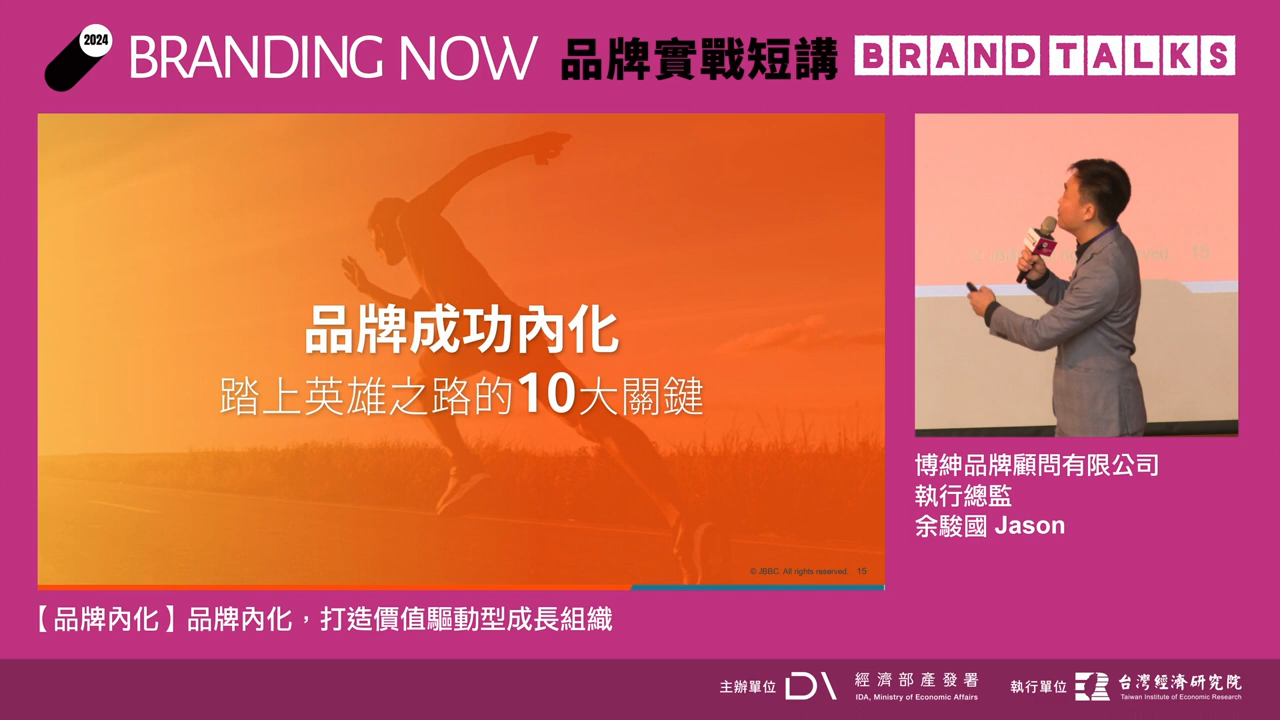 2024 BRANDING NOW 品牌實戰短講 BRAND TALKS
品牌成功內化
踏上英雄之路的10大關鍵
© JBBC. All rights reserved. 15
博紳品牌顧問有限公司
執行總監
余駿國 Jason
【品牌內化】品牌內化，打造價值驅動型成長組織
主辦單位 經濟部產發署
IDA, Ministry of Economic Affairs
執行單位 台灣經濟研究院
Taiwan Institute of Economic Research